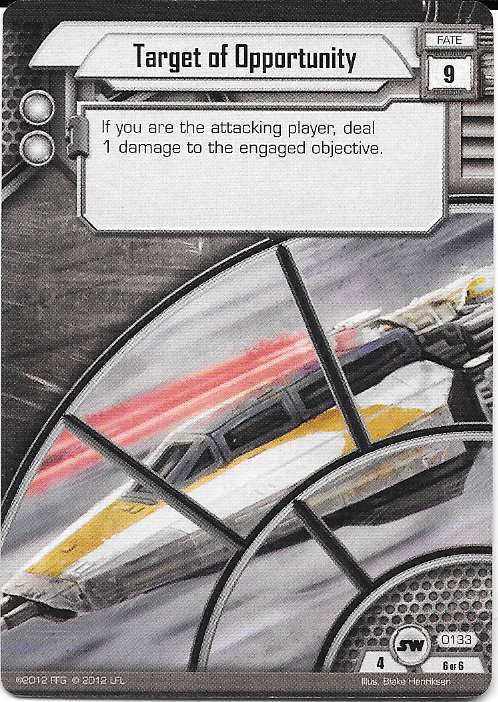 Target of Opportunity
FATE
9
If you are the attacking player, deal
1 damage to the engaged objective.
SW
0133
4
6 OF 6
©2012 FFG © 2012 LFL
Illus. Blake Henriksen